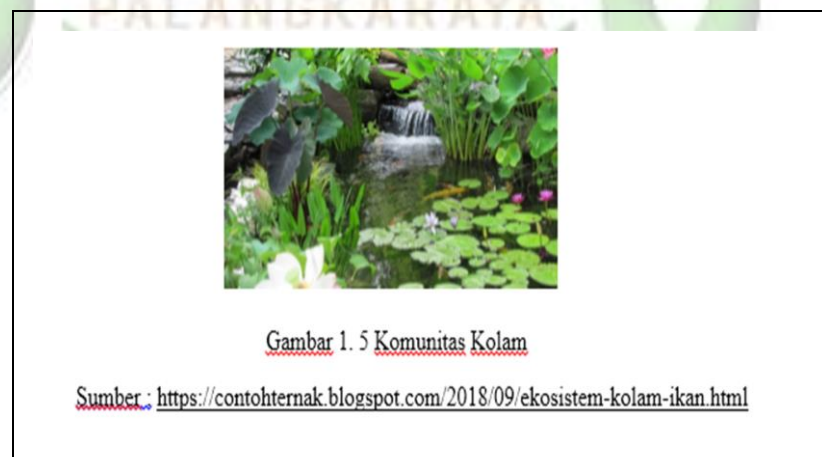 PALANGKARAYA
Gambar 1. 5 Komunitas Kolam
Sumber : https://contohternak.blogspot.com/2018/09/ekosistem-kolam-ikan.html